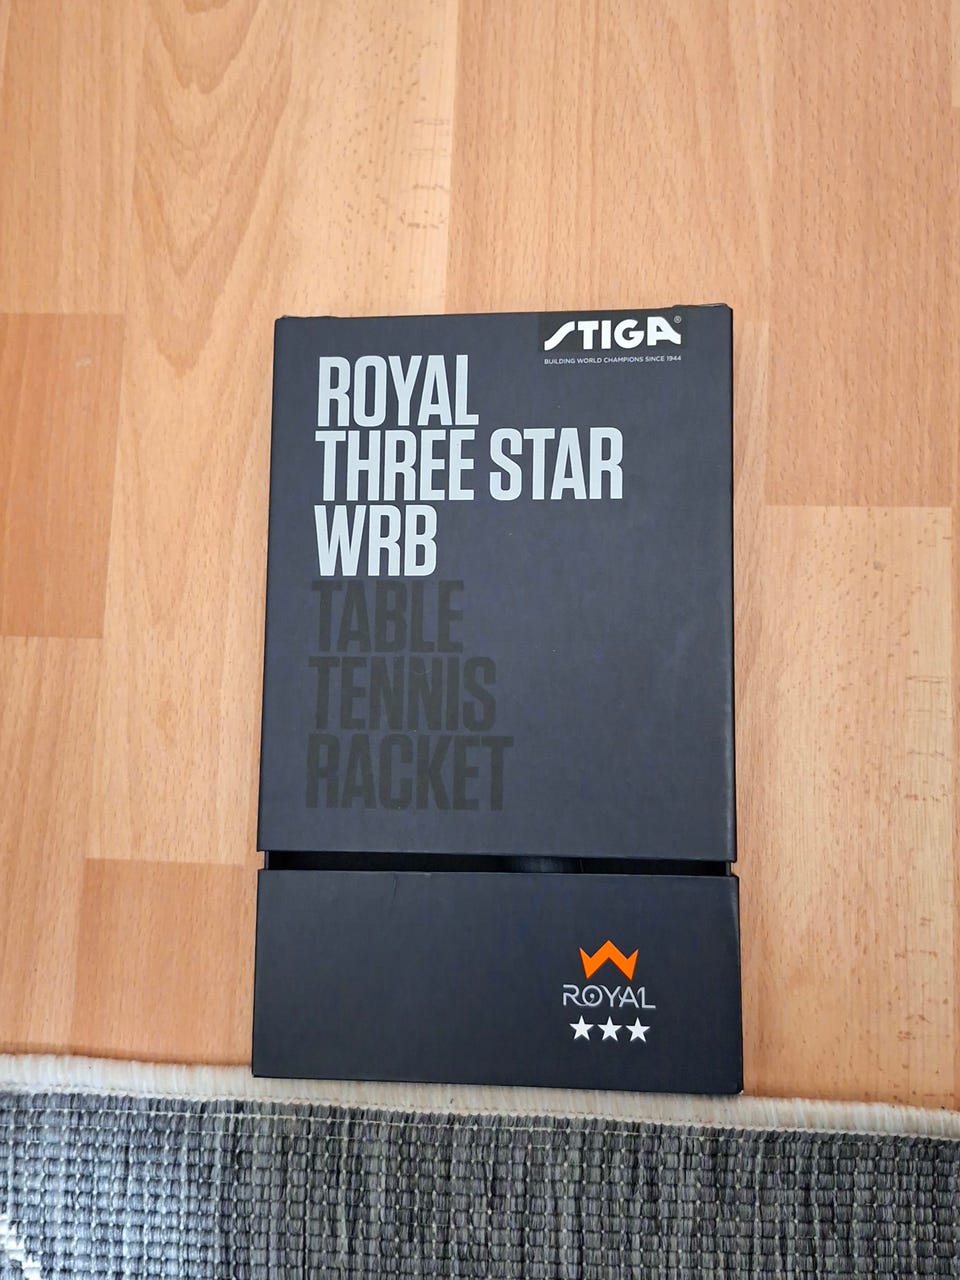 STIGA®
BUILDING WORLD CHAMPIONS SINCE 1944
ROYAL
THREE STAR
WRB
TABLE
TENNIS
RACKET
ROYAL